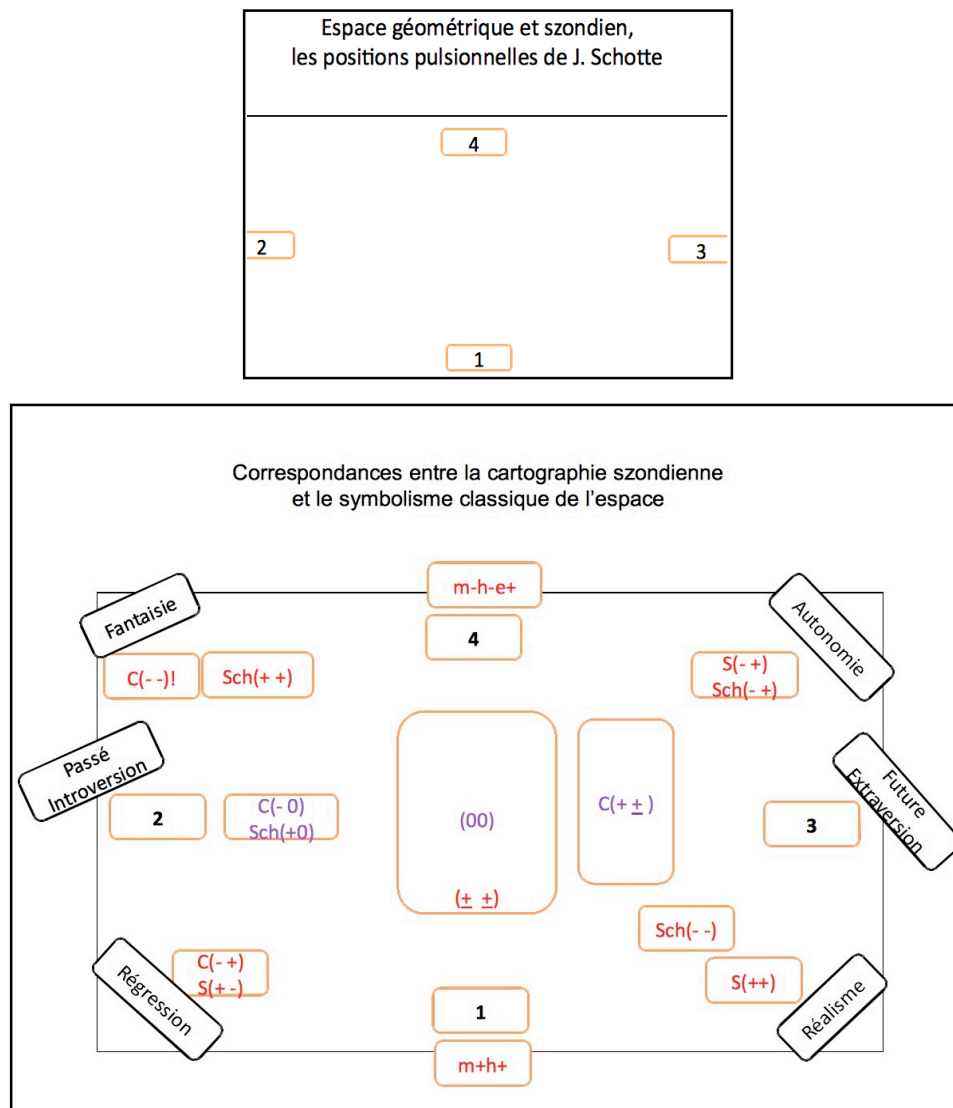 Espace géométrique et szondien,
les positions pulsionnelles de J. Schotte
4
2
3
1
Correspondances entre la cartographie szondienne
et le symbolisme classique de l'espace
m-h-e+
Fantaisie
Autonomie
4
C(- -)!
Sch(+ +)
S(- +)
Sch(- +)
Passé
Introversion
Future
Extraversion
2
C(- 0)
Sch(+0)
(00)
C(+ ±)
3
(± ±)
Sch(- -)
C(- +)
S(+ -)
S(++)
Régression
Réalisme
1
m+h+